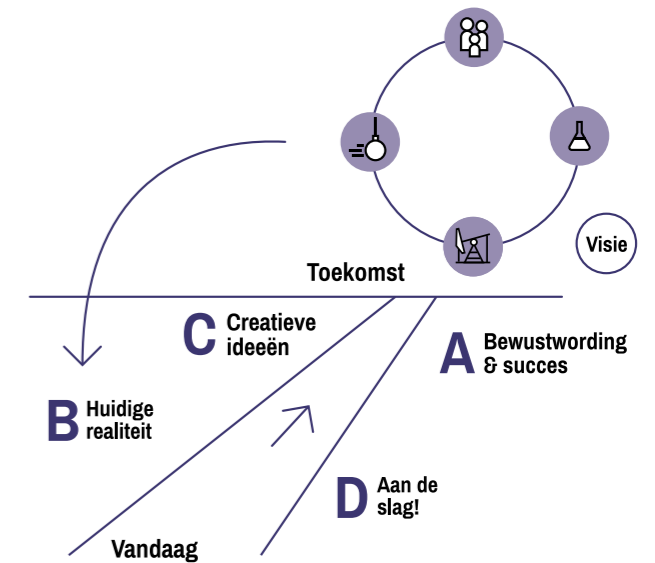 Visie
Toekomst
C Creatieve
ideeën
A Bewustwording
& succes
B Huidige
realiteit
D Aan de
slag!
Vandaag